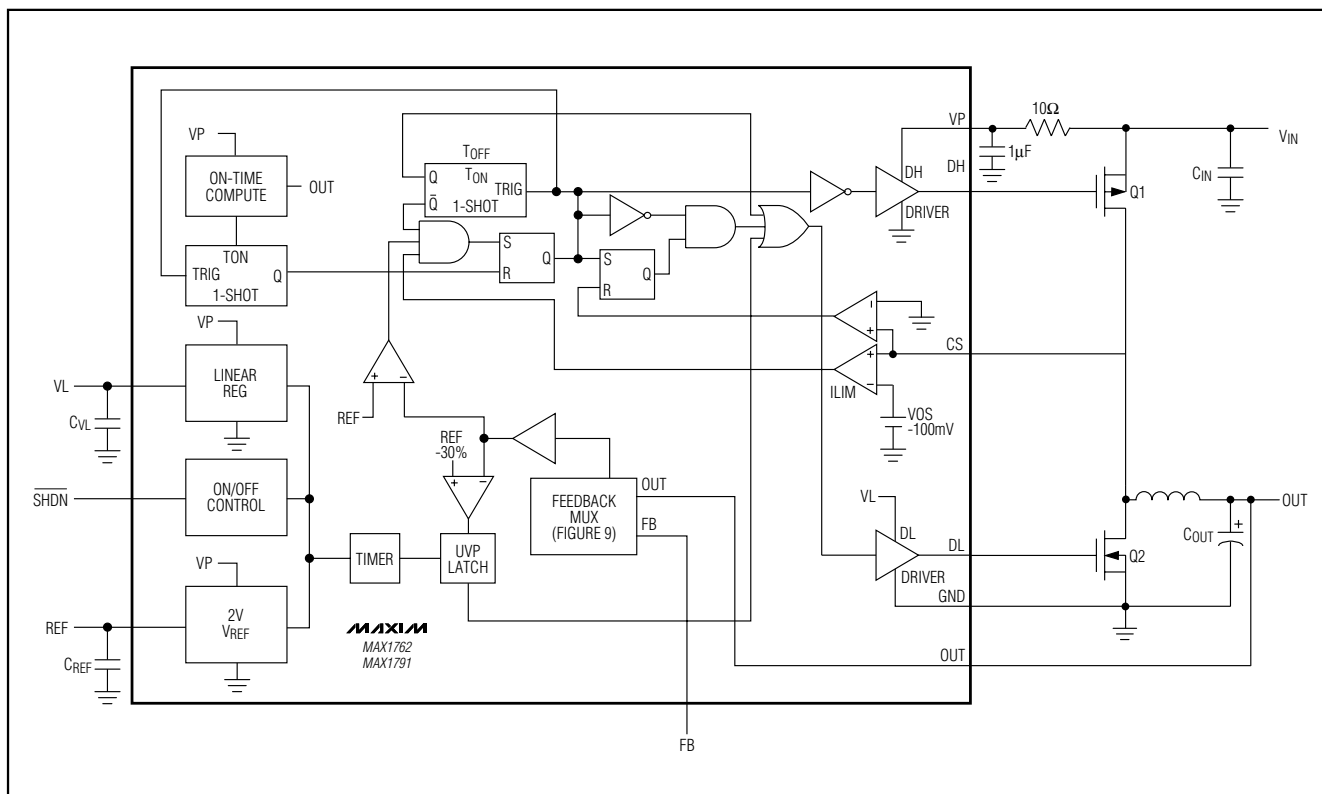 VP
10Ω
VIN
1μF
DH
CIN
Q1
VP
ON-TIME
COMPUTE
OUT
TOFF
Q
TON
TRIG
Q̅
1-SHOT
DH
DRIVER
TON
TRIG
Q
1-SHOT
S
Q
R
S
Q
R
-
+
CS
VP
LINEAR
REG
VL
CVL
+
-
REF
+
-
ILIM
VOS
-100mV
REF
-30%
+
-
S̅H̅D̅N̅
ON/OFF
CONTROL
FEEDBACK
MUX
(FIGURE 9)
OUT
FB
VL
DL
DRIVER
DL
GND
OUT
COUT
+
Q2
TIMER
UVP
LATCH
VP
2V
VREF
REF
CREF
MAXIM
MAX1762
MAX1791
OUT
FB